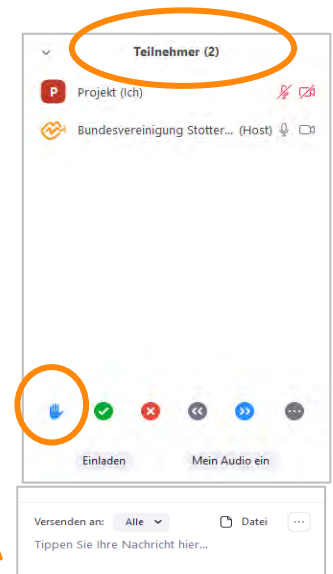 Teilnehmer (2)
P Projekt (Ich)
Bundesvereinigung Stotter... (Host)
Einladen Mein Audio ein
Versenden an: Alle Datei ...
Tippen Sie Ihre Nachricht hier...